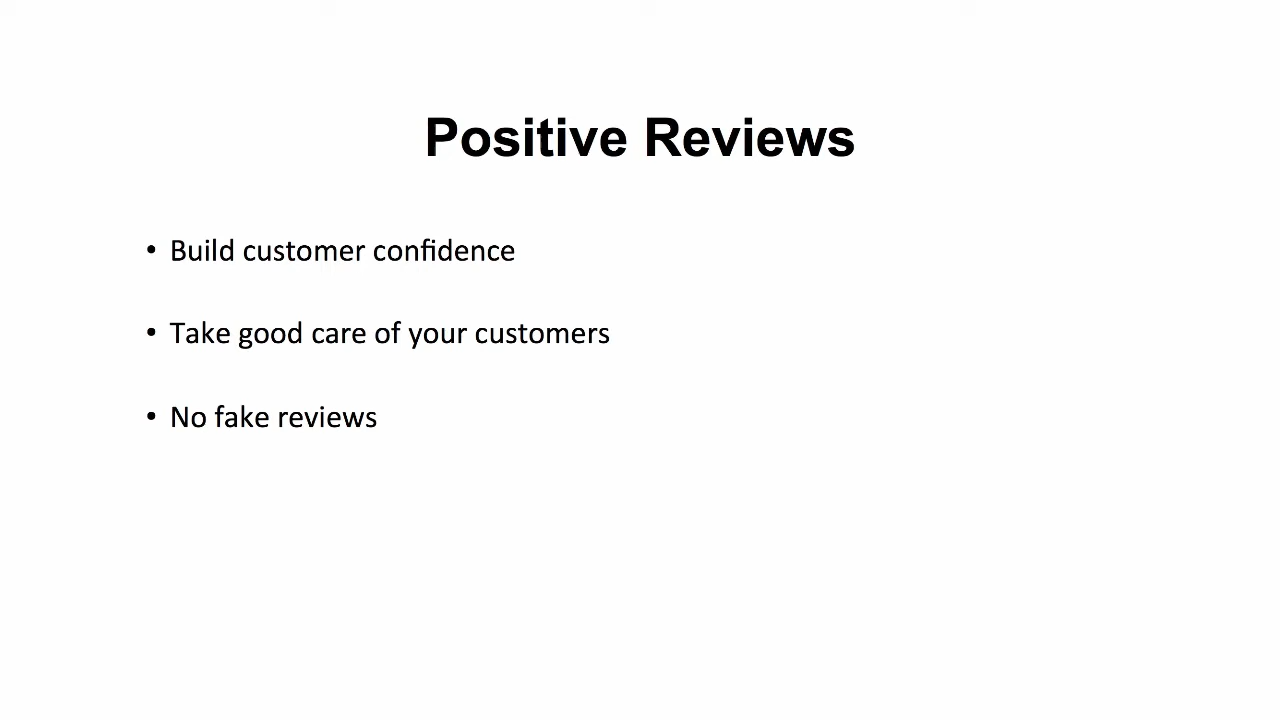 Positive Reviews
• Build customer confidence
• Take good care of your customers
• No fake reviews